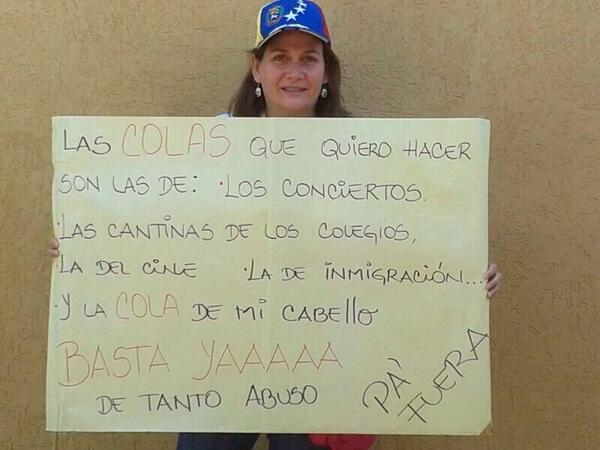 LAS COLAS QUE QUIERO HACER
SON LAS DE: · LOS CONCIERTOS,
· LAS CANTINAS DE LOS COLEGIOS,
· LA DEL CINE · LA DE INMIGRACIÓN...
· Y LA COLA DE MI CABELLO
BASTA YAAAAA
DE TANTO ABUSO
PA' FUERA